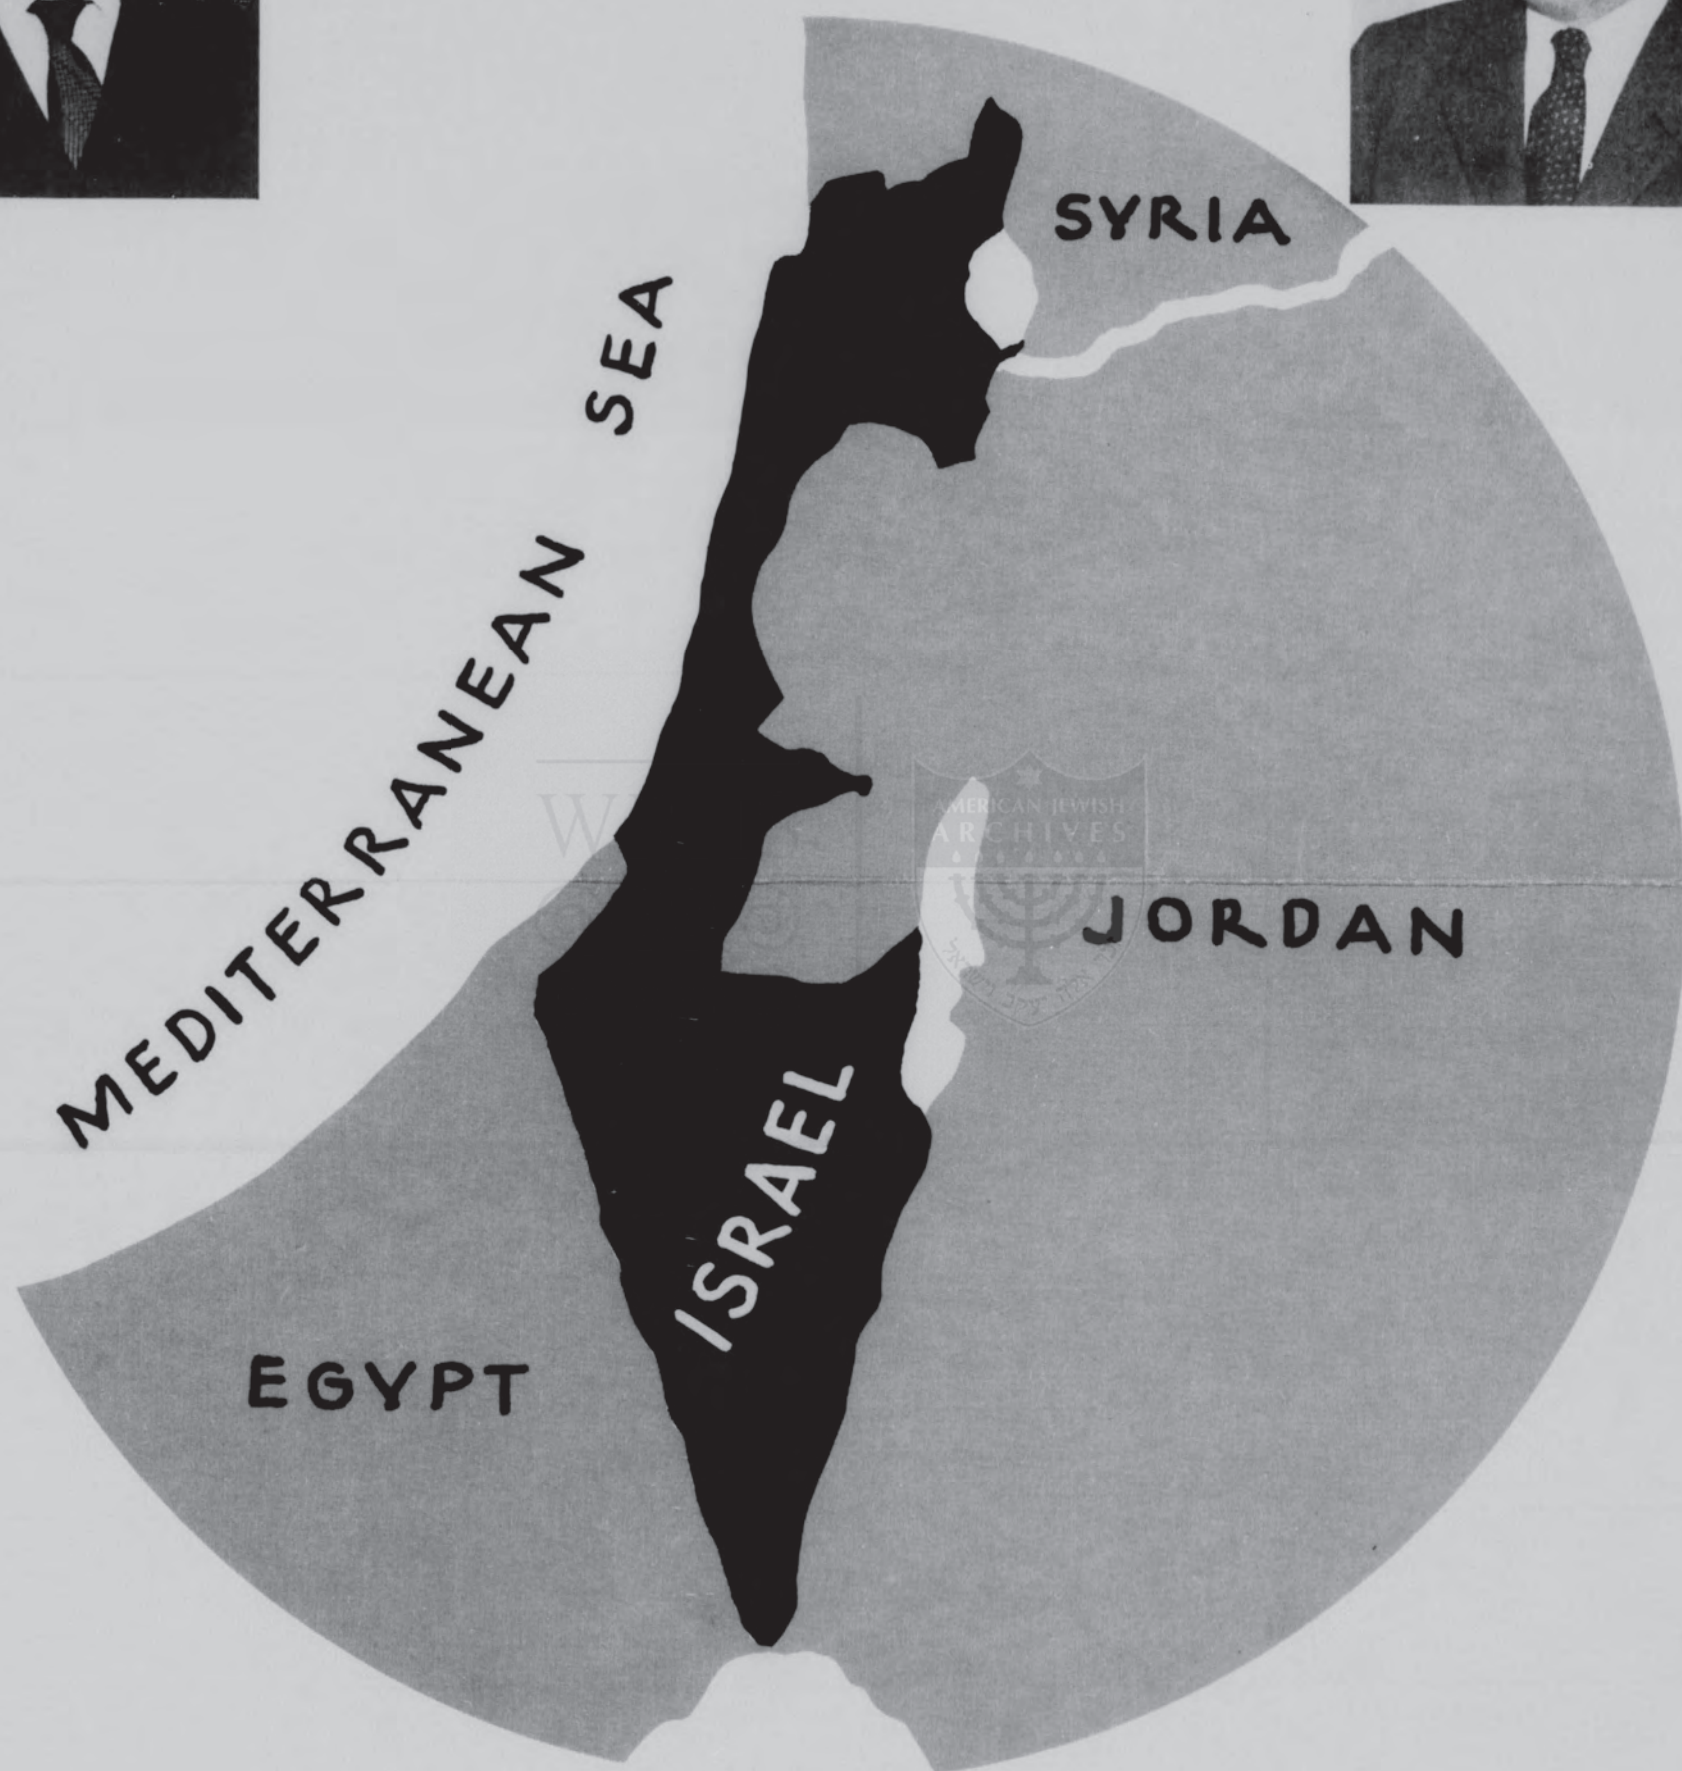 SYRIA
MEDITERRANEAN SEA
AMERICAN JEWISH
ARCHIVES
JORDAN
ISRAEL
EGYPT